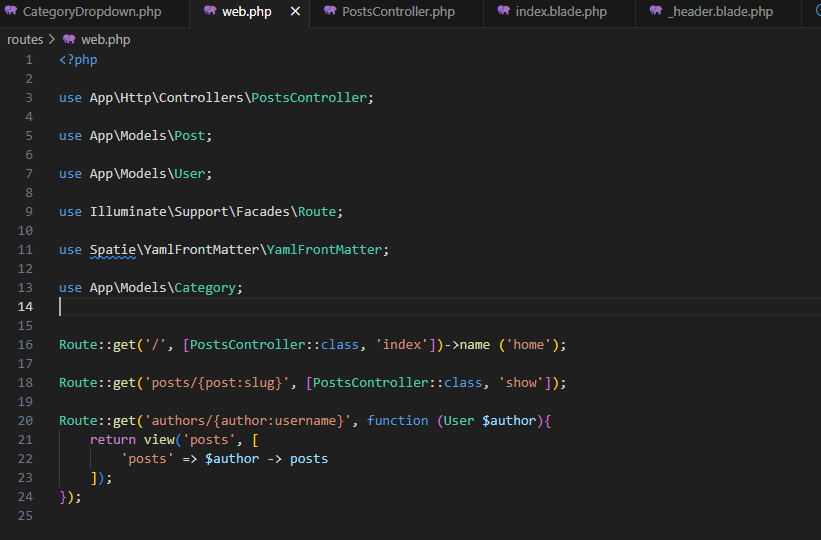 CategoryDropdown.php web.php × PostsController.php index.blade.php _header.blade.php
routes > web.php
1 <?php
2
3 use App\Http\Controllers\PostsController;
4
5 use App\Models\Post;
6
7 use App\Models\User;
8
9 use Illuminate\Support\Facades\Route;
10
11 use Spatie\YamlFrontMatter\YamlFrontMatter;
12
13 use App\Models\Category;
14
15
16 Route::get('/', [PostsController::class, 'index'])->name ('home');
17
18 Route::get('posts/{post:slug}', [PostsController::class, 'show']);
19
20 Route::get('authors/{author:username}', function (User $author){
21     return view('posts', [
22         'posts' => $author -> posts
23     ]);
24 });
25